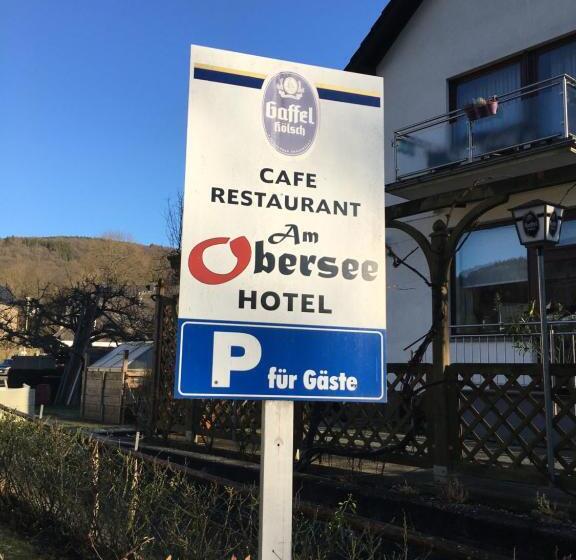 Gaffel
Kölsch
CAFE
RESTAURANT
Am
Obersee
HOTEL
P für Gäste